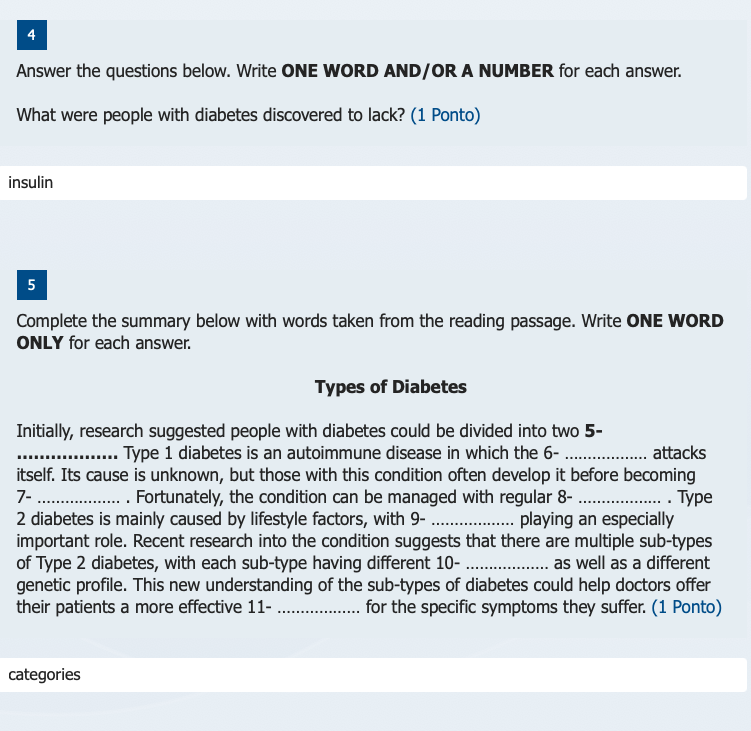 4
Answer the questions below. Write ONE WORD AND/OR A NUMBER for each answer.
What were people with diabetes discovered to lack? (1 Ponto)
insulin
5
Complete the summary below with words taken from the reading passage. Write ONE WORD
ONLY for each answer.
Types of Diabetes
Initially, research suggested people with diabetes could be divided into two 5-
.................. Type 1 diabetes is an autoimmune disease in which the 6- .................. attacks
itself. Its cause is unknown, but those with this condition often develop it before becoming
7- .................. . Fortunately, the condition can be managed with regular 8- .................. . Type
2 diabetes is mainly caused by lifestyle factors, with 9- .................. playing an especially
important role. Recent research into the condition suggests that there are multiple sub-types
of Type 2 diabetes, with each sub-type having different 10- .................. as well as a different
genetic profile. This new understanding of the sub-types of diabetes could help doctors offer
their patients a more effective 11- .................. for the specific symptoms they suffer. (1 Ponto)
categories